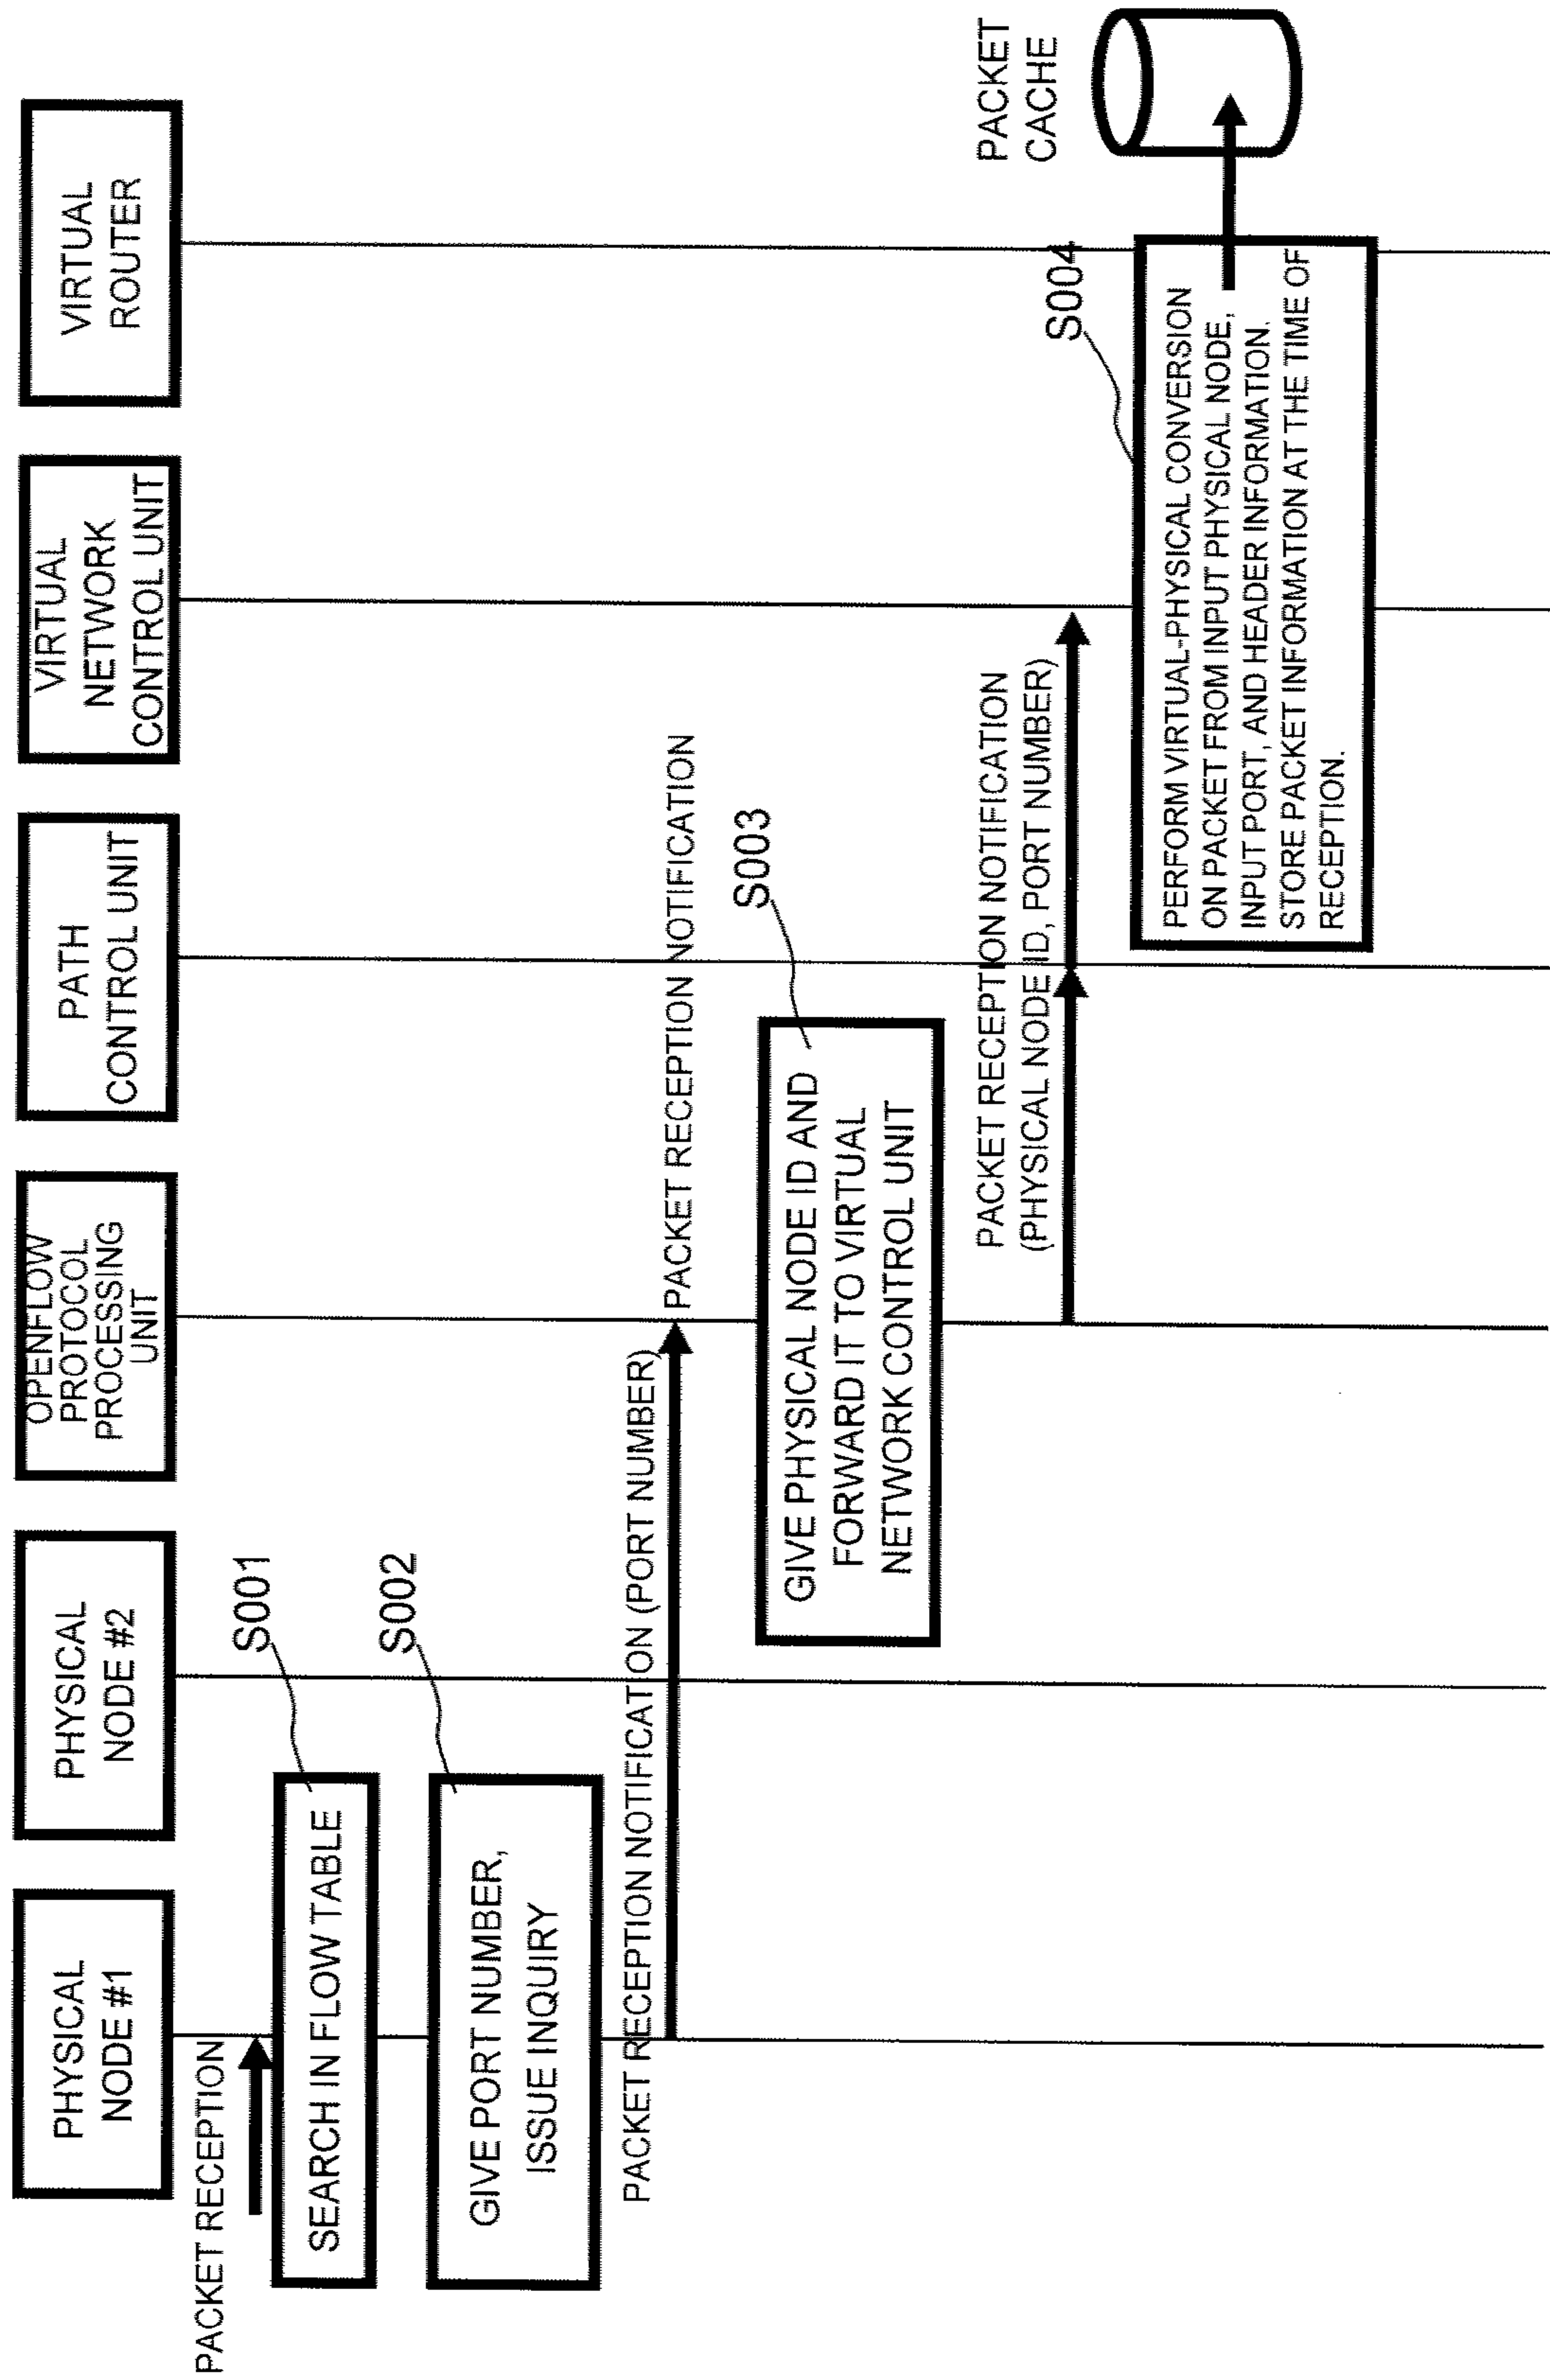 PHYSICAL
NODE #1
PHYSICAL
NODE #2
OPENFLOW
PROTOCOL
PROCESSING
UNIT
PATH
CONTROL UNIT
VIRTUAL
NETWORK
CONTROL UNIT
VIRTUAL
ROUTER
PACKET RECEPTION
S001
SEARCH IN FLOW TABLE
S002
GIVE PORT NUMBER,
ISSUE INQUIRY
PACKET RECEPTION NOTIFICATION (PORT NUMBER)
PACKET RECEPTION NOTIFICATION
S003
GIVE PHYSICAL NODE ID AND
FORWARD IT TO VIRTUAL
NETWORK CONTROL UNIT
PACKET RECEPTION NOTIFICATION
(PHYSICAL NODE ID, PORT NUMBER)
PACKET
CACHE
S004
PERFORM VIRTUAL-PHYSICAL CONVERSION
ON PACKET FROM INPUT PHYSICAL NODE,
INPUT PORT, AND HEADER INFORMATION.
STORE PACKET INFORMATION AT THE TIME OF
RECEPTION.